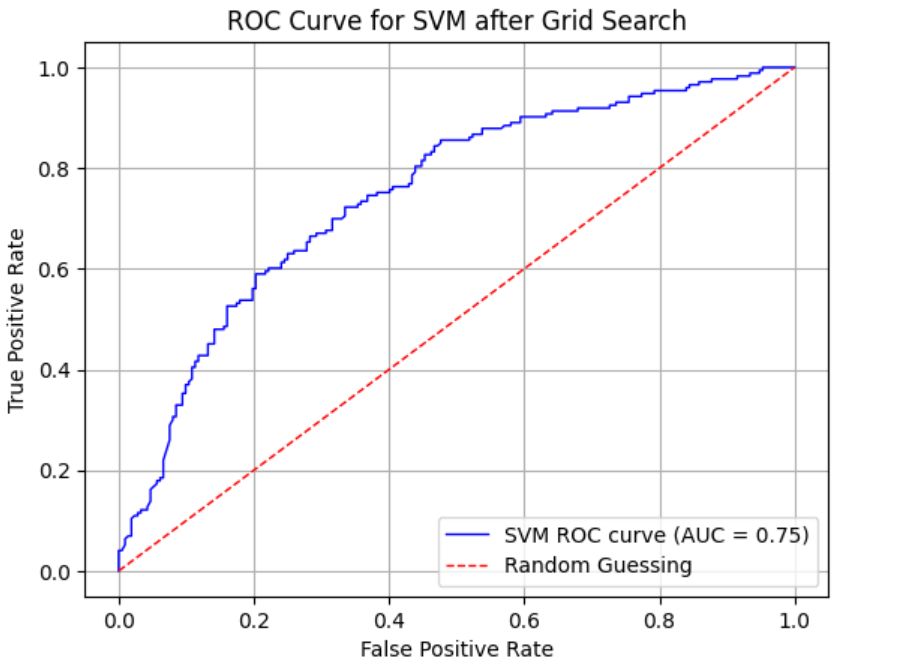 ROC Curve for SVM after Grid Search
True Positive Rate
1.0
0.8
0.6
0.4
0.2
0.0
SVM ROC curve (AUC = 0.75)
Random Guessing
0.0 0.2 0.4 0.6 0.8 1.0
False Positive Rate